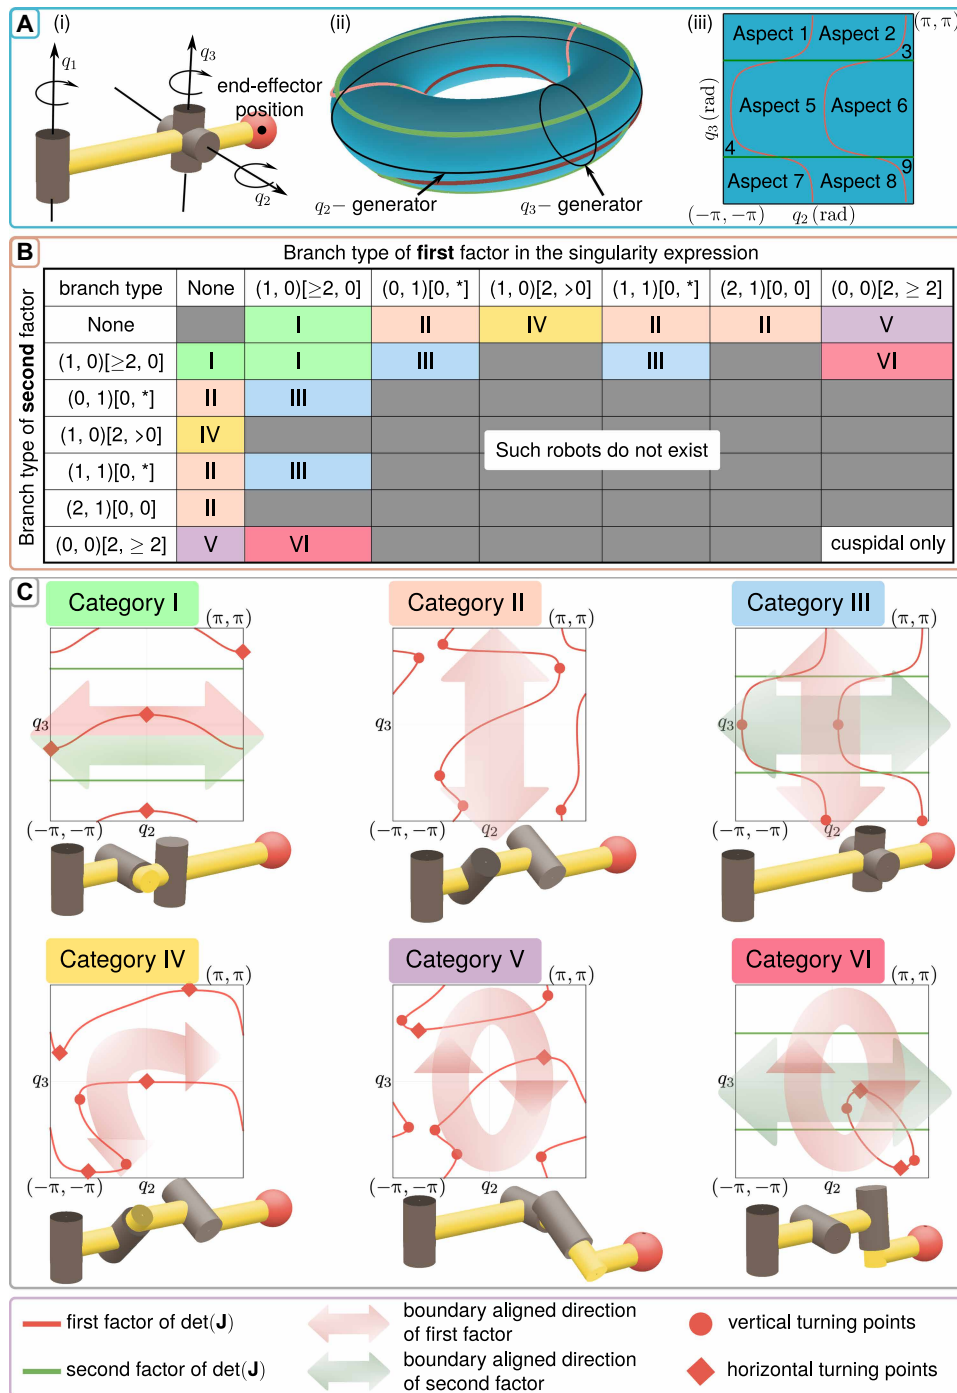 A
(i)
(ii)
(iii)
q1
q3
end-effector
position
q2
q2− generator
q3− generator
(π, π)
Aspect 1
Aspect 2
3
q3 (rad)
Aspect 5
Aspect 6
4
9
Aspect 7
Aspect 8
(−π, −π)
q2 (rad)
B
Branch type of first factor in the singularity expression
Branch type of second factor
branch type None (1, 0)[≥2, 0] (0, 1)[0, *] (1, 0)[2, >0] (1, 1)[0, *] (2, 1)[0, 0] (0, 0)[2, ≥ 2]
None I II IV II II V
(1, 0)[≥2, 0] I I III III VI
(0, 1)[0, *] II III
(1, 0)[2, >0] IV
Such robots do not exist
(1, 1)[0, *] II III
(2, 1)[0, 0] II
(0, 0)[2, ≥ 2] V VI cuspidal only
C
Category I
Category II
Category III
(π, π)
(π, π)
(π, π)
q3
q3
q3
(−π, −π)
q2
(−π, −π)
q2
(−π, −π)
q2
Category IV
Category V
Category VI
(π, π)
(π, π)
(π, π)
q3
q3
q3
(−π, −π)
q2
(−π, −π)
q2
(−π, −π)
q2
first factor of det(J)
boundary aligned direction
of first factor
vertical turning points
second factor of det(J)
boundary aligned direction
of second factor
horizontal turning points